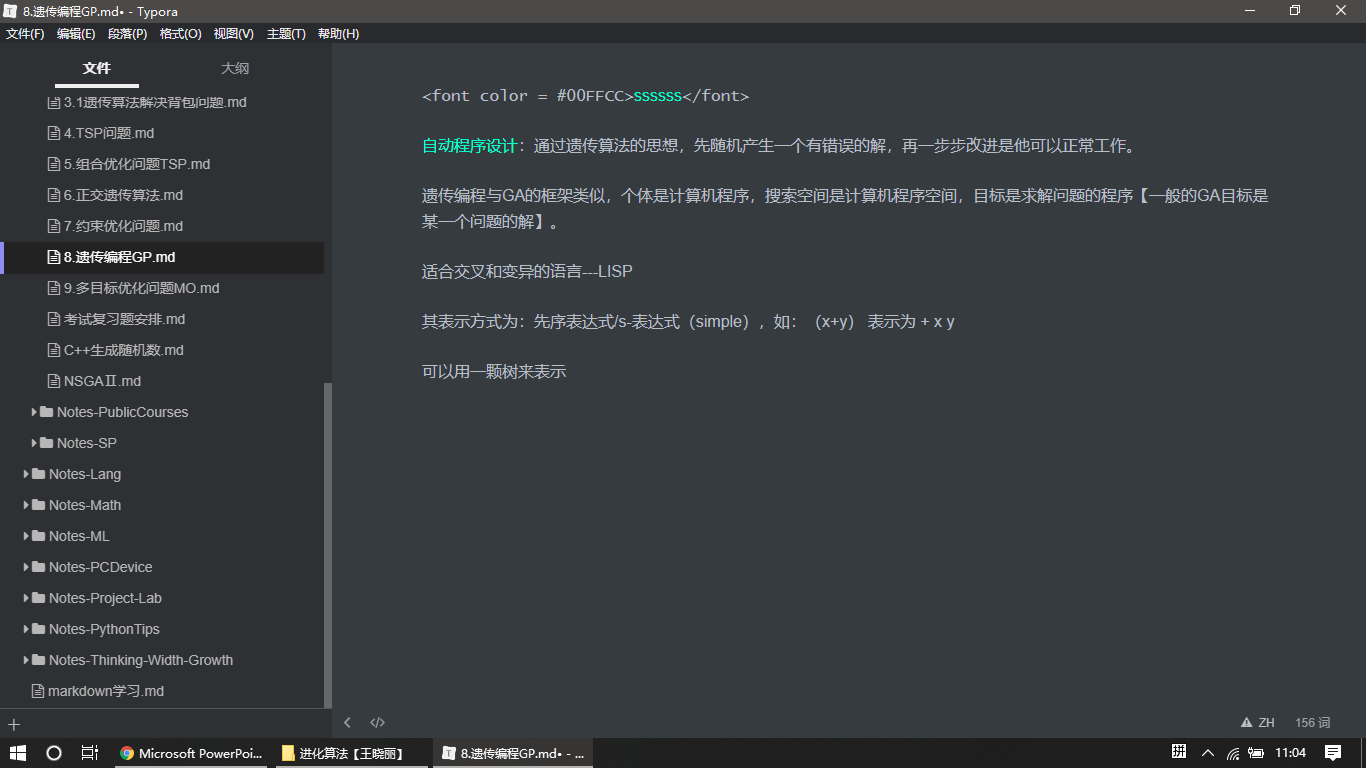 8.遗传编程GP.md• - Typora
文件(F) 编辑(E) 段落(P) 格式(O) 视图(V) 主题(T) 帮助(H)
文件 大纲
3.1遗传算法解决背包问题.md
4.TSP问题.md
5.组合优化问题TSP.md
6.正交遗传算法.md
7.约束优化问题.md
8.遗传编程GP.md
9.多目标优化问题MO.md
考试复习题安排.md
C++生成随机数.md
NSGAⅡ.md
Notes-PublicCourses
Notes-SP
Notes-Lang
Notes-Math
Notes-ML
Notes-PCDevice
Notes-Project-Lab
Notes-PythonTips
Notes-Thinking-Width-Growth
markdown学习.md
<font color = #00FFCC>ssssss</font>
自动程序设计：通过遗传算法的思想，先随机产生一个有错误的解，再一步步改进是他可以正常工作。
遗传编程与GA的框架类似，个体是计算机程序，搜索空间是计算机程序空间，目标是求解问题的程序【一般的GA目标是
某一个问题的解】。
适合交叉和变异的语言---LISP
其表示方式为：先序表达式/s-表达式（simple），如：（x+y） 表示为 + x y
可以用一颗树来表示
ZH 156 词
Microsoft PowerPoi... 进化算法【王晓丽】 8.遗传编程GP.md• - ... 拼 11:04